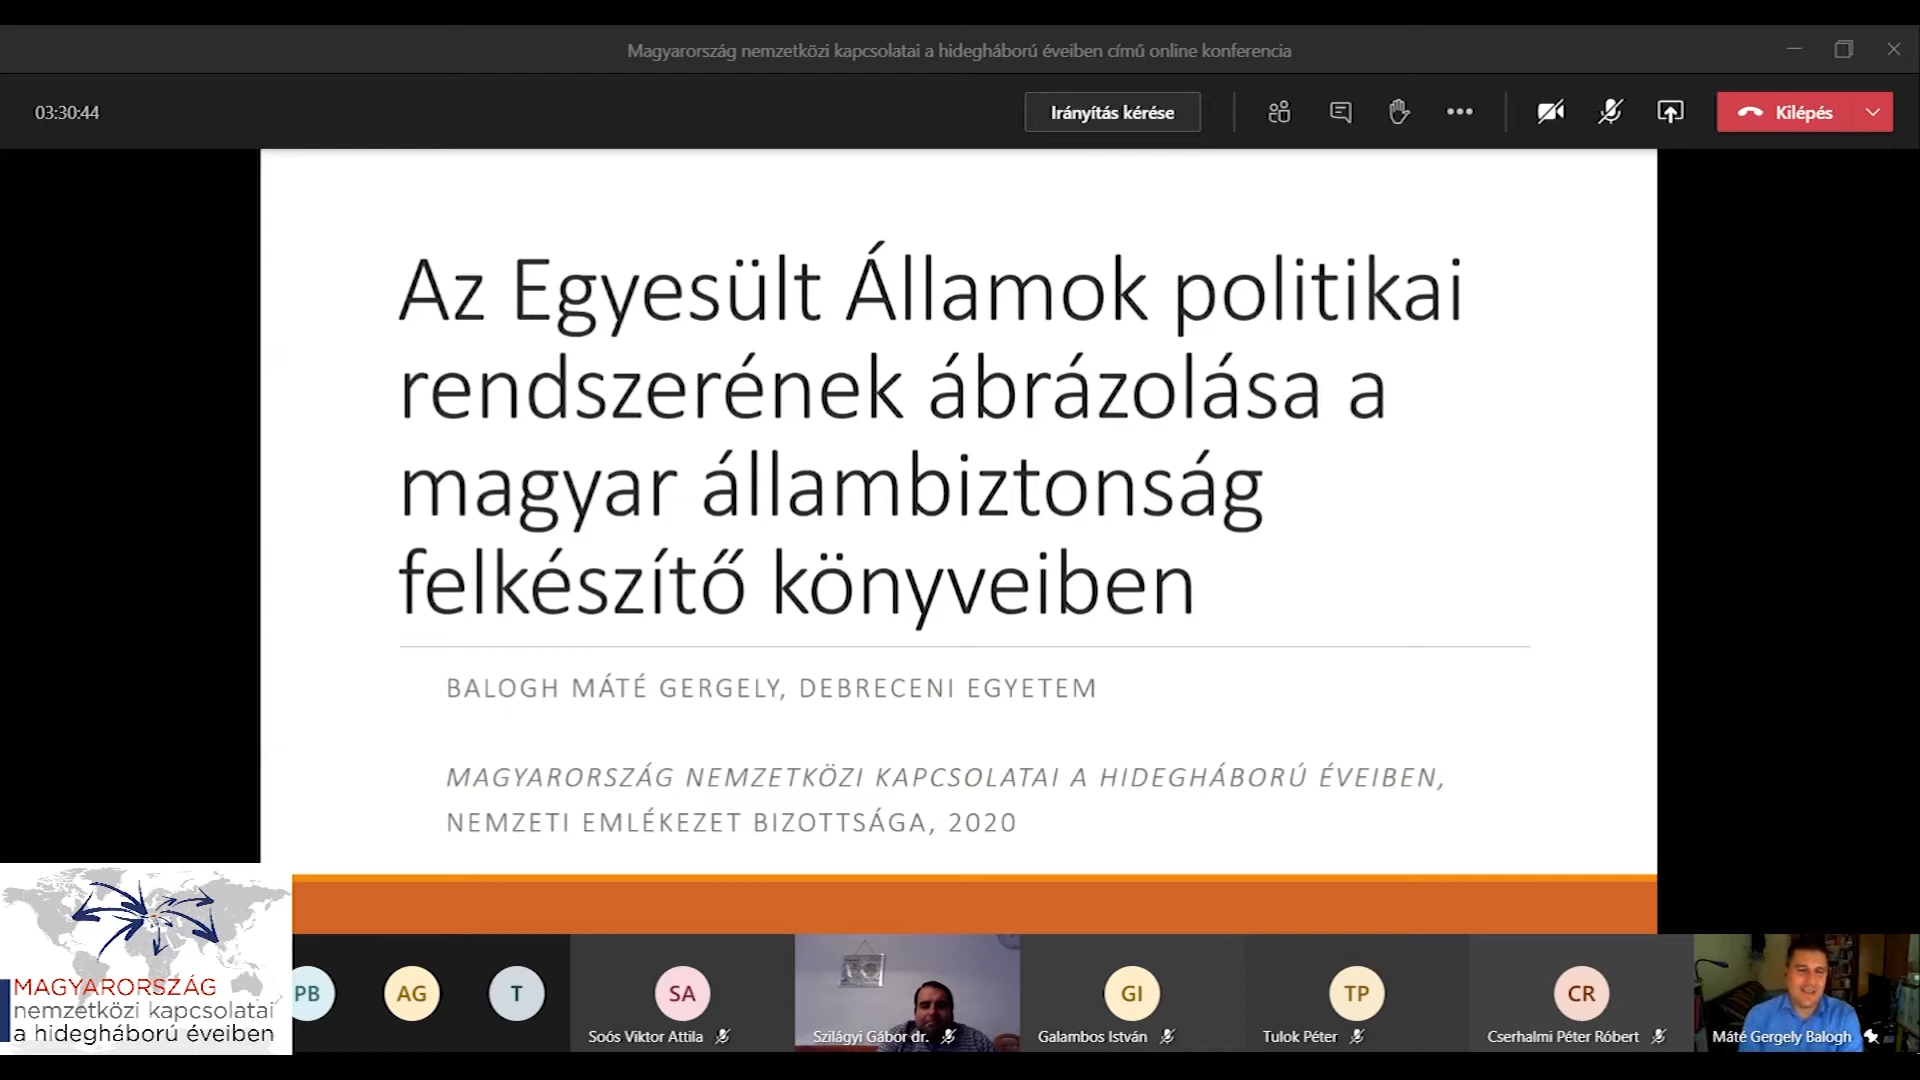 Magyarország nemzetközi kapcsolatai a hidegháború éveiben című online konferencia
03:30:44
Irányítás kérése
Kilépés
Az Egyesült Államok politikai
rendszerének ábrázolása a
magyar állambiztonság
felkészítő könyveiben
BALOGH MÁTÉ GERGELY, DEBRECENI EGYETEM
MAGYARORSZÁG NEMZETKÖZI KAPCSOLATAI A HIDEGHÁBORÚ ÉVEIBEN,
NEMZETI EMLÉKEZET BIZOTTSÁGA, 2020
MAGYARORSZÁG
nemzetközi kapcsolatai
a hidegháború éveiben
PB
AG
T
SA
Soós Viktor Attila
Szilágyi Gábor dr.
GI
Galambos István
TP
Tulok Péter
CR
Cserhalmi Péter Róbert
Máté Gergely Balogh